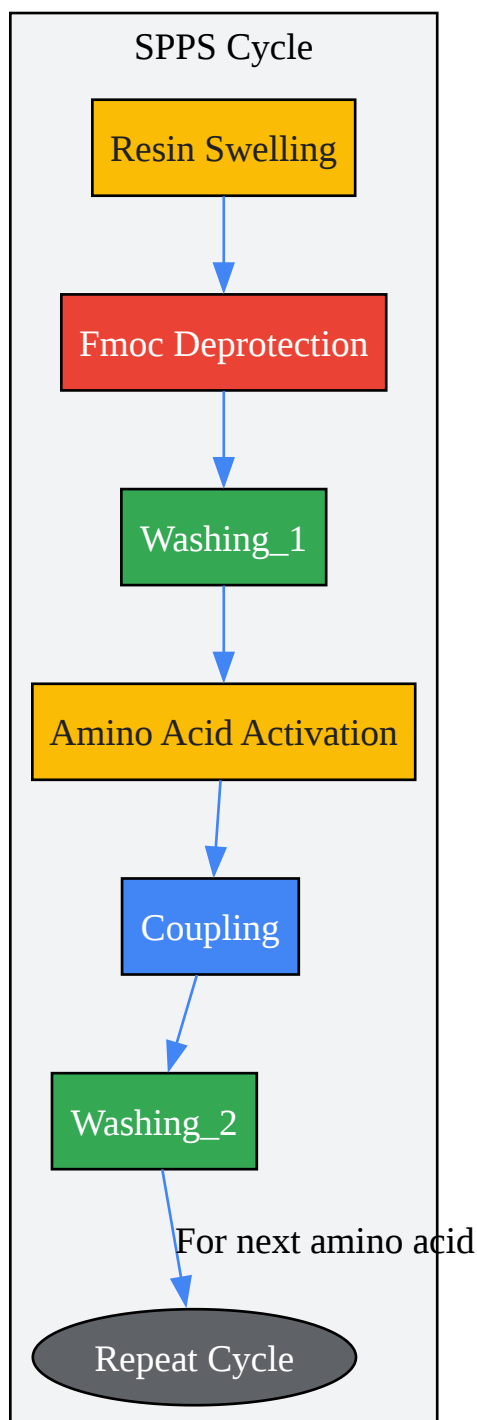 SPPS Cycle
Resin Swelling
Fmoc Deprotection
Washing_1
Amino Acid Activation
Coupling
Washing_2
For next amino acid
Repeat Cycle